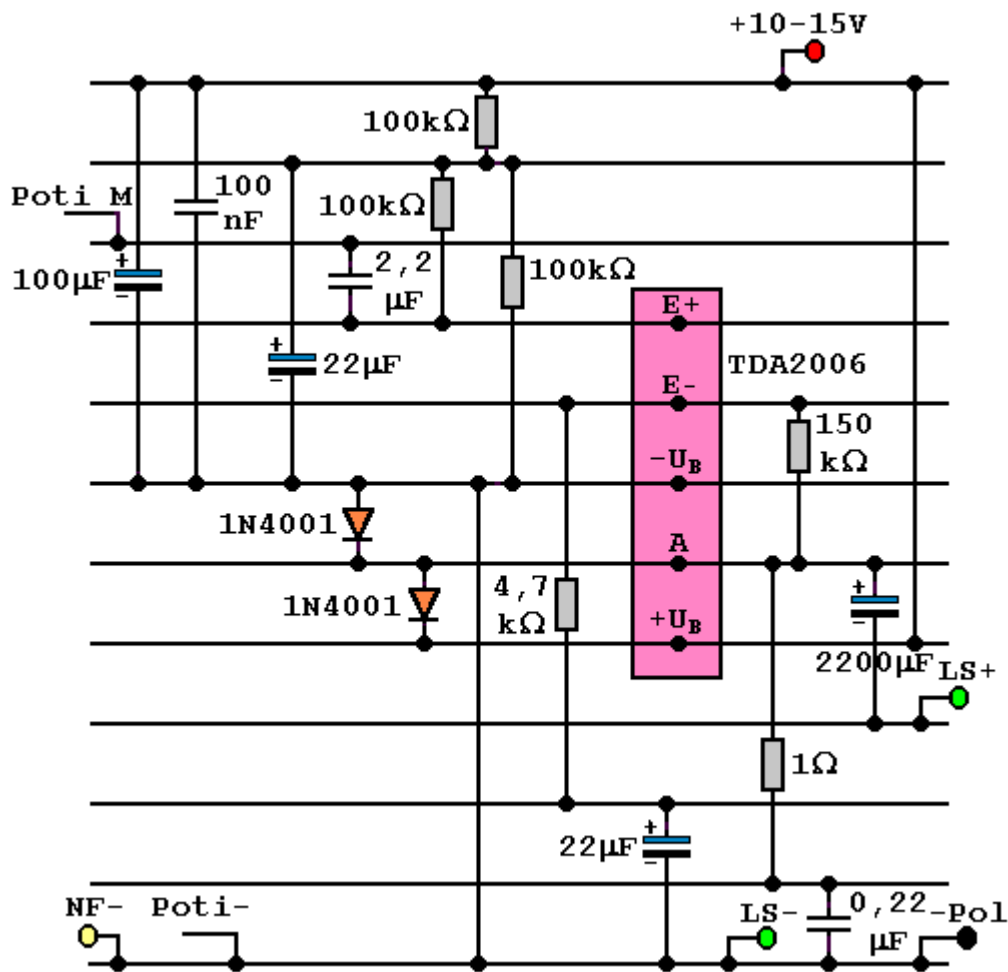 +10-15V
100kΩ
Poti M
100
nF
100kΩ
100µF
+
-
2,2
µF
100kΩ
E+
+
-
22µF
TDA2006
E-
150
kΩ
-UB
1N4001
A
1N4001
4,7
kΩ
+
-
+UB
2200µF
LS+
1Ω
+
-
22µF
NF-
Poti-
LS-
0,22
µF
-Pol